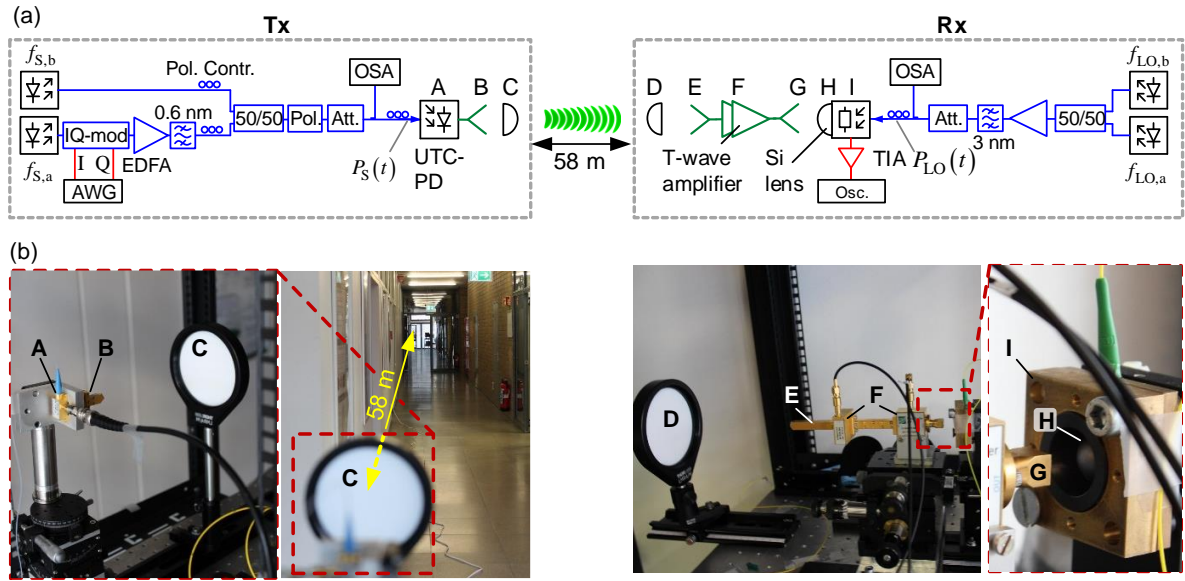 (a)
Tx
f_S,b
Pol. Contr.
OSA
A
B
C
0.6 nm
50/50
Pol.
Att.
IQ-mod
f_S,a
I
Q
EDFA
AWG
P_S(t)
UTC-
PD
58 m
Rx
D
E
F
G
H
I
OSA
f_LO,b
Att.
50/50
3 nm
T-wave
amplifier
Si
lens
TIA
P_LO(t)
f_LO,a
Osc.
(b)
A
B
C
58 m
C
D
E
F
I
H
G